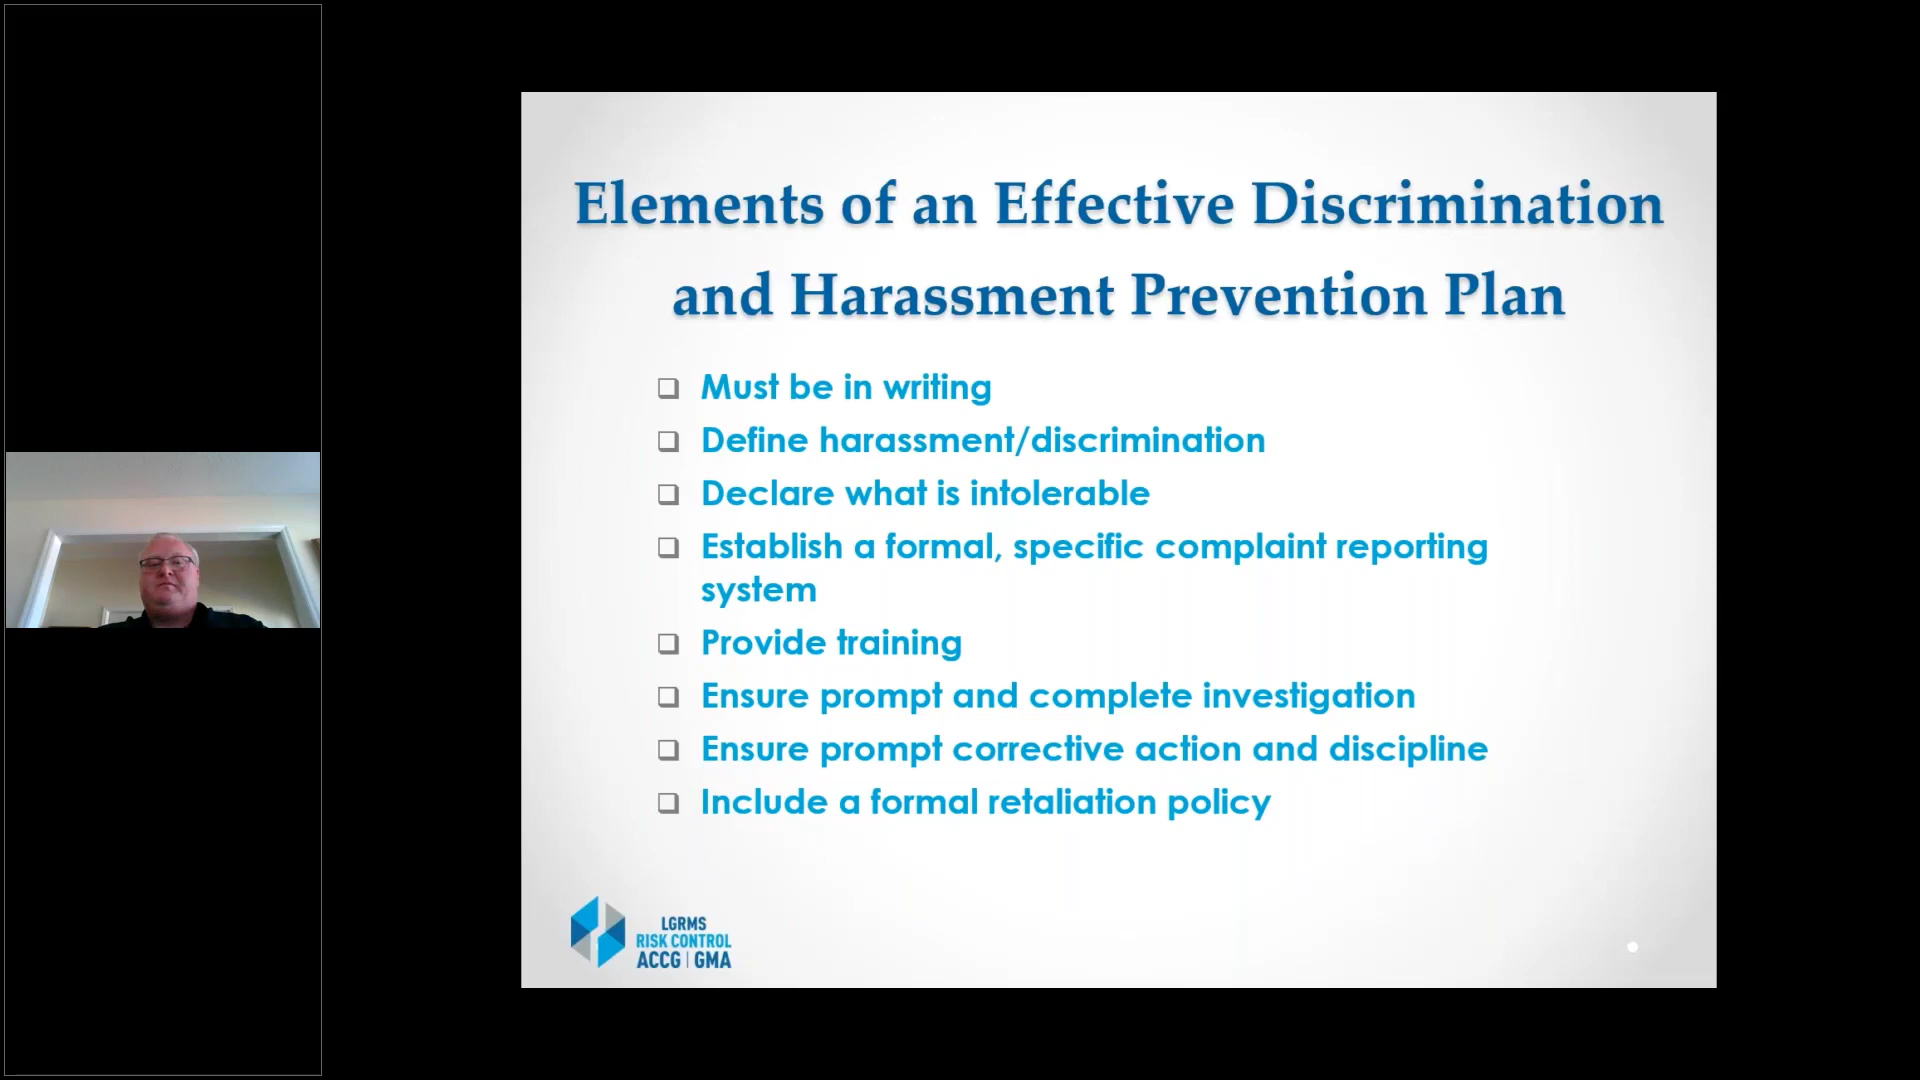 Elements of an Effective Discrimination
and Harassment Prevention Plan
Must be in writing
Define harassment/discrimination
Declare what is intolerable
Establish a formal, specific complaint reporting
system
Provide training
Ensure prompt and complete investigation
Ensure prompt corrective action and discipline
Include a formal retaliation policy
LGRMS
RISK CONTROL
ACCG | GMA